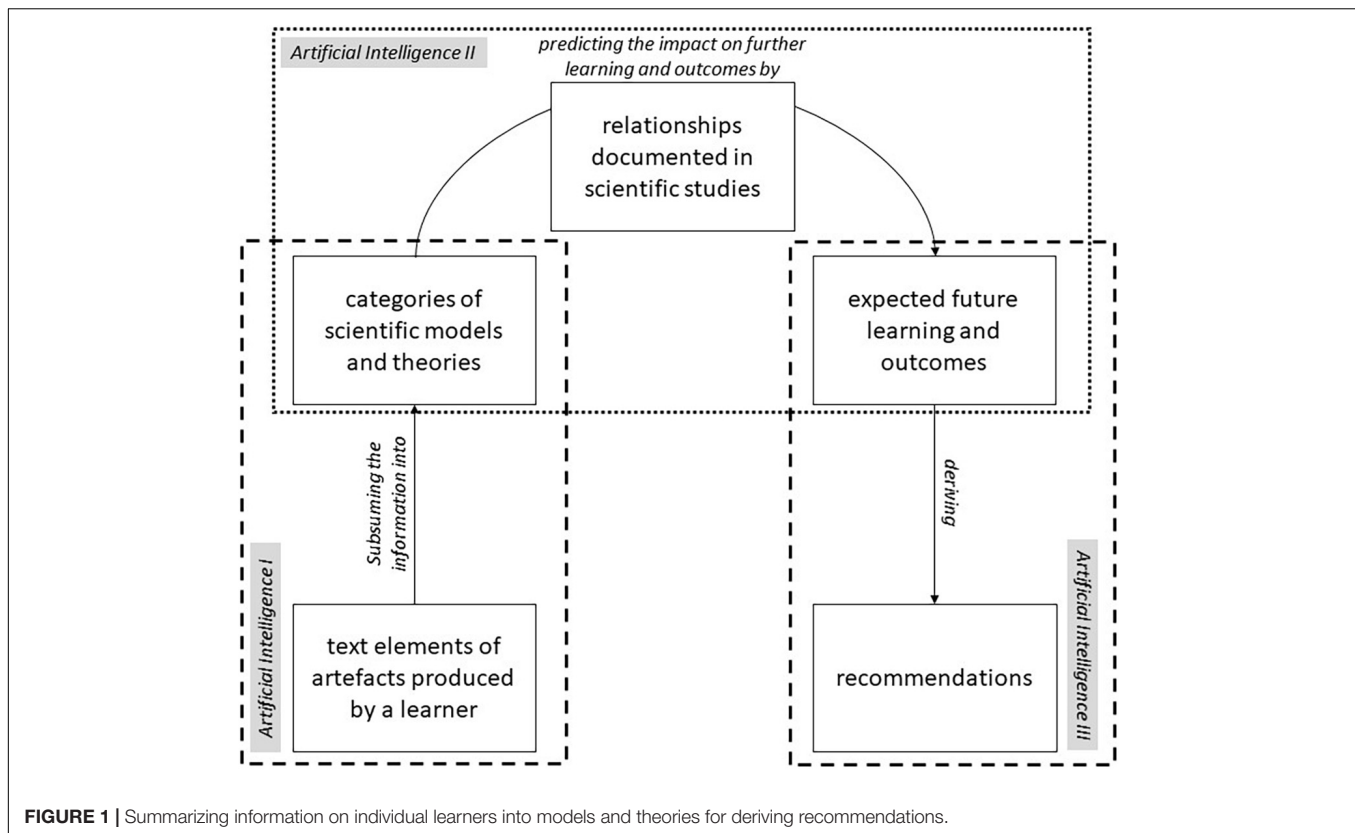 Artificial Intelligence II
predicting the impact on further
learning and outcomes by
relationships
documented in
scientific studies
categories of
scientific models
and theories
expected future
learning and
outcomes
Subsuming the
information into
deriving
Artificial Intelligence I
text elements of
artefacts produced
by a learner
recommendations
Artificial Intelligence III
FIGURE 1 | Summarizing information on individual learners into models and theories for deriving recommendations.